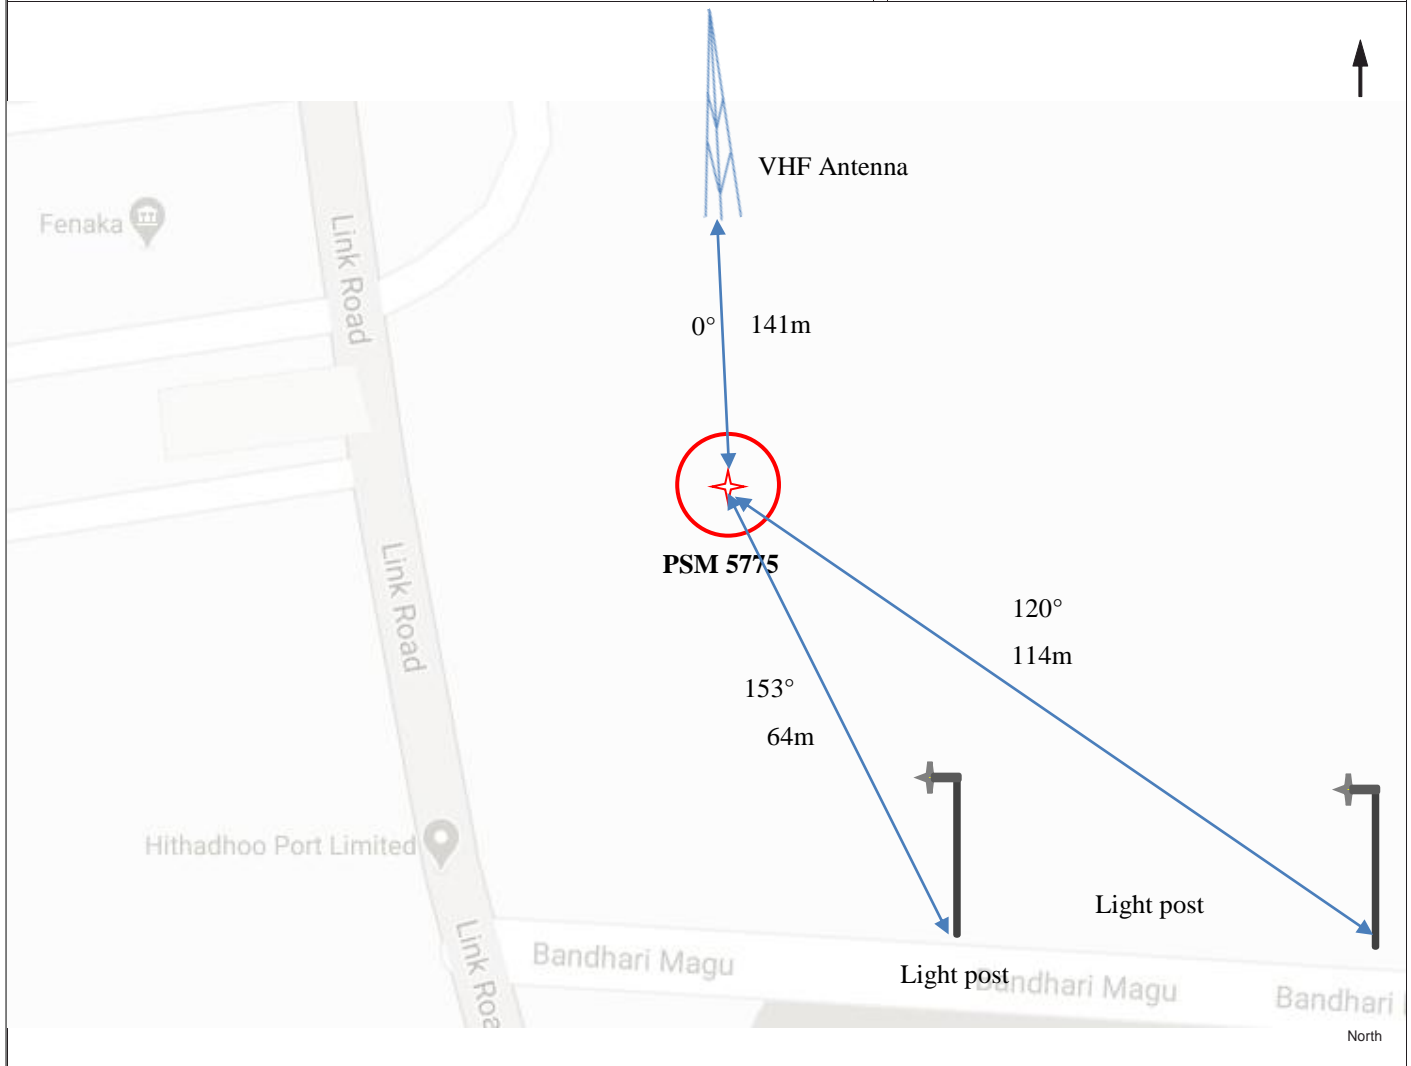 VHF Antenna
Fenaka
Link Road
0°
141m
PSM 5775
Link Road
120°
114m
153°
64m
Hithadhoo Port Limited
Light post
Link Roa
Bandhari Magu
Light post
Bandhari Magu
Bandhari
North